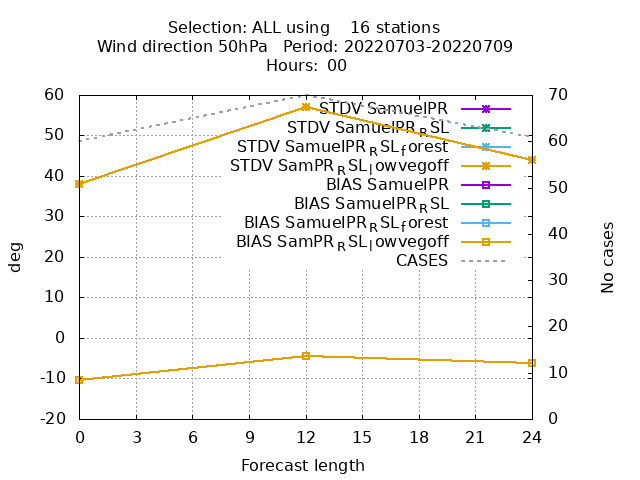 Selection: ALL using    16 stations
Wind direction 50hPa   Period: 20220703-20220709
Hours:  00
60 70
STDV SamuelPR
STDV SamuelPR_RSL
50 60
STDV SamuelPR_RSL_forest
STDV SamPR_RSL_lowvegoff
40 50
BIAS SamuelPR
BIAS SamuelPR_RSL
30 40
BIAS SamuelPR_RSL_forest
BIAS SamPR_RSL_lowvegoff
20
CASES
30
10
20
0
-10 10
-20 0
0 3 6 9 12 15 18 21 24
deg
No cases
Forecast length